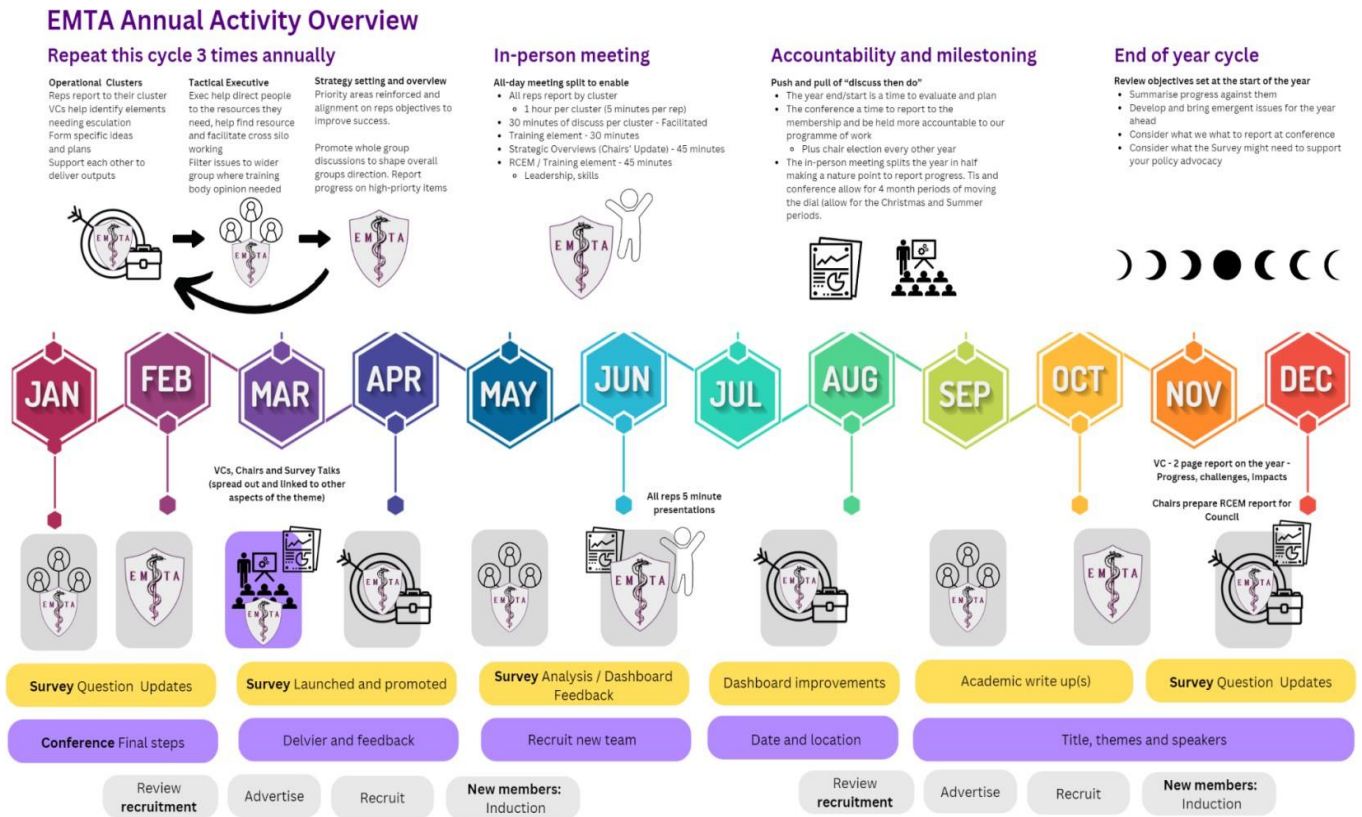 EMTA Annual Activity Overview
Repeat this cycle 3 times annually
Operational Clusters
Reps report to their cluster
VCs help identify elements
needing esculation
Form specific ideas
and plans
Support each other to
deliver outputs
Tactical Executive
Exec help direct people
to the resources they
need, help find resource
and facilitate cross silo
working
Filter issues to wider
group where training
body opinion needed
Strategy setting and overview
Priority areas reinforced and
alignment on reps objectives to
improve success.
Promote whole group
discussions to shape overall
groups direction. Report
progress on high-priorty items
In-person meeting
All-day meeting split to enable
• All reps report by cluster
◦ 1 hour per cluster (5 minutes per rep)
• 30 minutes of discuss per cluster - Facilitated
• Training element - 30 minutes
• Strategic Overviews (Chairs' Update) - 45 minutes
• RCEM / Training element - 45 minutes
◦ Leadership, skills
Accountability and milestoning
Push and pull of “discuss then do”
• The year end/start is a time to evaluate and plan
• The conference a time to report to the
membership and be held more accountable to our
programme of work
◦ Plus chair election every other year
• The in-person meeting splits the year in half
making a nature point to report progress. Tis and
conference allow for 4 month periods of moving
the dial (allow for the Christmas and Summer
periods.
End of year cycle
Review objectives set at the start of the year
• Summarise progress against them
• Develop and bring emergent issues for the year
ahead
• Consider what we what to report at conference
• Consider what the Survey might need to support
your policy advocacy
EMTA
EMTA
EMTA
EMTA
JAN
FEB
MAR
APR
MAY
JUN
JUL
AUG
SEP
OCT
NOV
DEC
VCs, Chairs and Survey Talks
(spread out and linked to other
aspects of the theme)
All reps 5 minute
presentations
VC - 2 page report on the year -
Progress, challenges, impacts
Chairs prepare RCEM report for
Council
EMTA
EMTA
EMTA
EMTA
EMTA
EMTA
EMTA
EMTA
EMTA
EMTA
Survey Question Updates
Survey Launched and promoted
Survey Analysis / Dashboard
Feedback
Dashboard improvements
Academic write up(s)
Survey Question Updates
Conference Final steps
Delvier and feedback
Recruit new team
Date and location
Title, themes and speakers
Review
recruitment
Advertise
Recruit
New members:
Induction
Review
recruitment
Advertise
Recruit
New members:
Induction